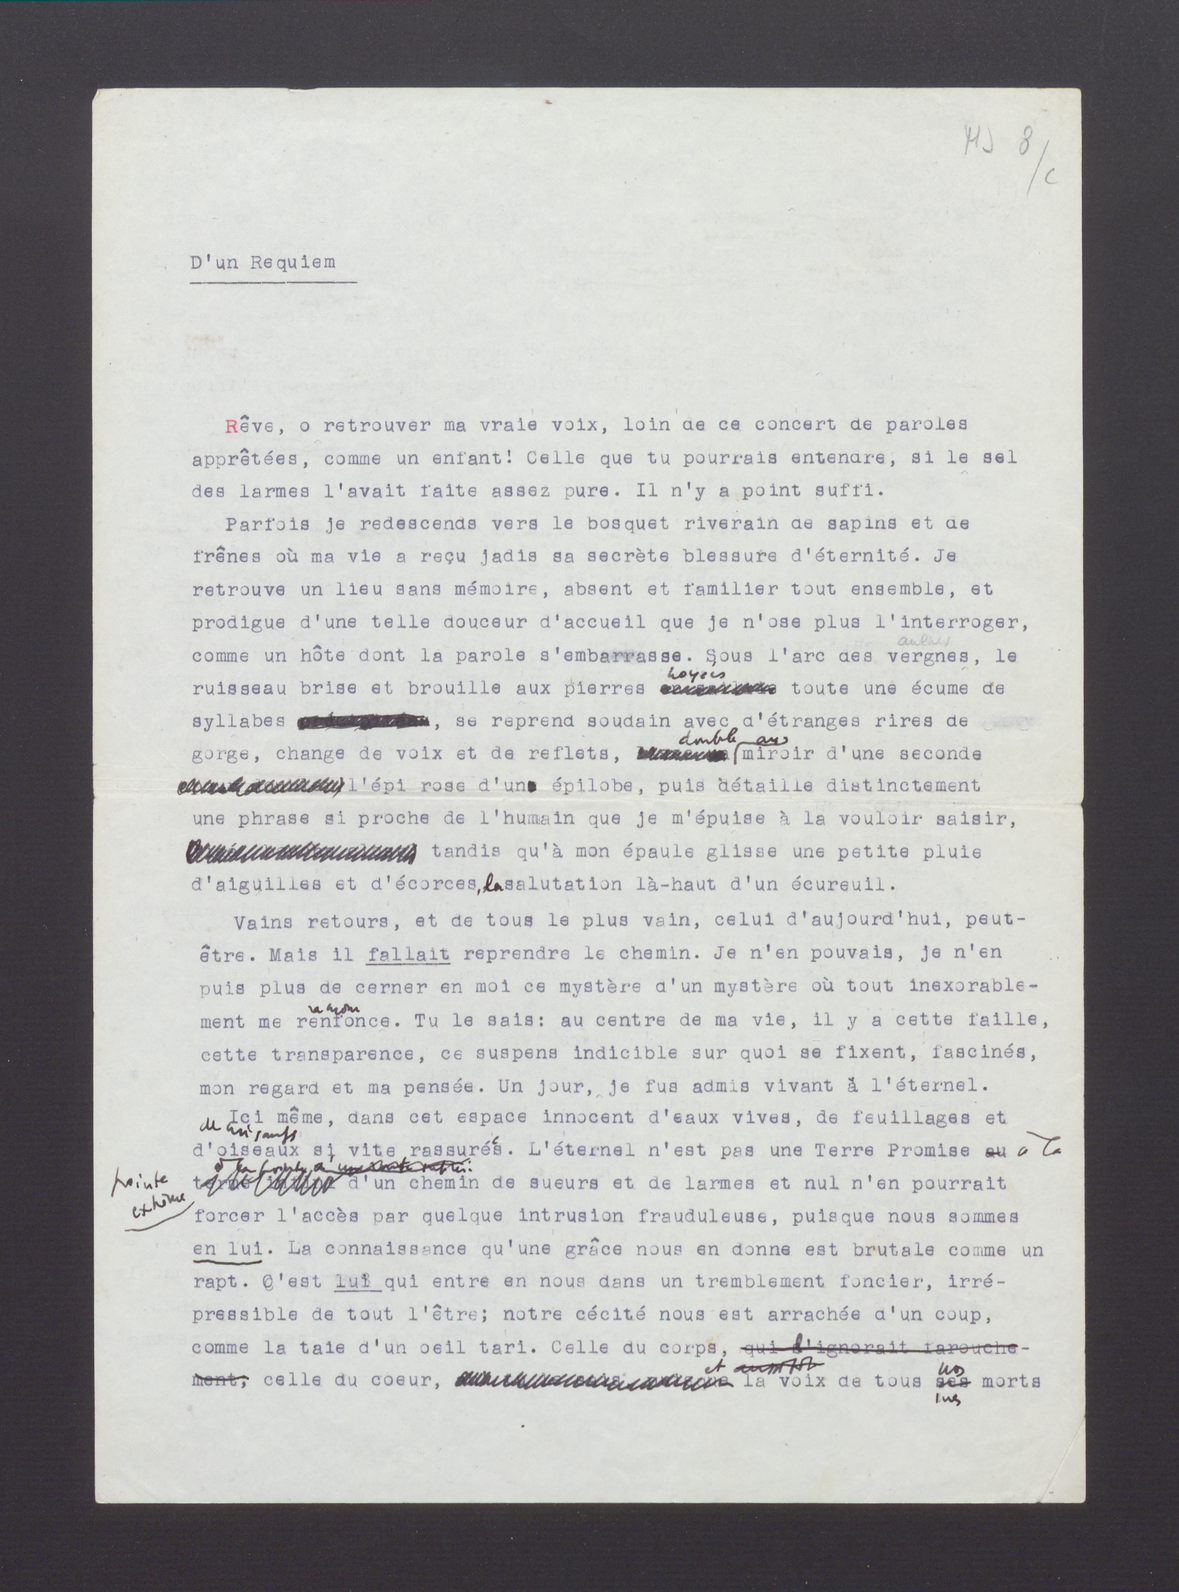 MJ 8/c
D'un Requiem
Rêve, o retrouver ma vraie voix, loin de ce concert de paroles
apprêtées, comme un enfant! Celle que tu pourrais entendre, si le sel
des larmes l'avait faite assez pure. Il n'y a point suffi.
Parfois je redescends vers le bosquet riverain de sapins et de
frênes où ma vie a reçu jadis sa secrète blessure d'éternité. Je
retrouve un lieu sans mémoire, absent et familier tout ensemble, et
prodigue d'une telle douceur d'accueil que je n'ose plus l'interroger,
aulnes
comme un hôte dont la parole s'embarrasse. Sous l'arc des vergnes, le
noyées
ruisseau brise et brouille aux pierres toute une écume de
syllabes , se reprend soudain avec d'étranges rires de
double au
gorge, change de voix et de reflets, miroir d'une seconde
l'épi rose d'un épilobe, puis détaille distinctement
une phrase si proche de l'humain que je m'épuise à la vouloir saisir,
tandis qu'à mon épaule glisse une petite pluie
d'aiguilles et d'écorces, la salutation là-haut d'un écureuil.
Vains retours, et de tous le plus vain, celui d'aujourd'hui, peut-
être. Mais il fallait reprendre le chemin. Je n'en pouvais, je n'en
puis plus de cerner en moi ce mystère d'un mystère où tout inexorable-
ment me renfonce. Tu le sais: au centre de ma vie, il y a cette faille,
cette transparence, ce suspens indicible sur quoi se fixent, fascinés,
mon regard et ma pensée. Un jour, je fus admis vivant à l'éternel.
Ici même, dans cet espace innocent d'eaux vives, de feuillages et
d'oiseaux si vite rassurés. L'éternel n'est pas une Terre Promise au à la
pointe
extrême
d'un chemin de sueurs et de larmes et nul n'en pourrait
forcer l'accès par quelque intrusion frauduleuse, puisque nous sommes
en lui. La connaissance qu'une grâce nous en donne est brutale comme un
rapt. C'est lui qui entre en nous dans un tremblement foncier, irré-
pressible de tout l'être; notre cécité nous est arrachée d'un coup,
comme la taie d'un oeil tari. Celle du corps, qui l'ignorait farouche-
et aussitôt nos
ment, celle du coeur, la voix de tous ses morts